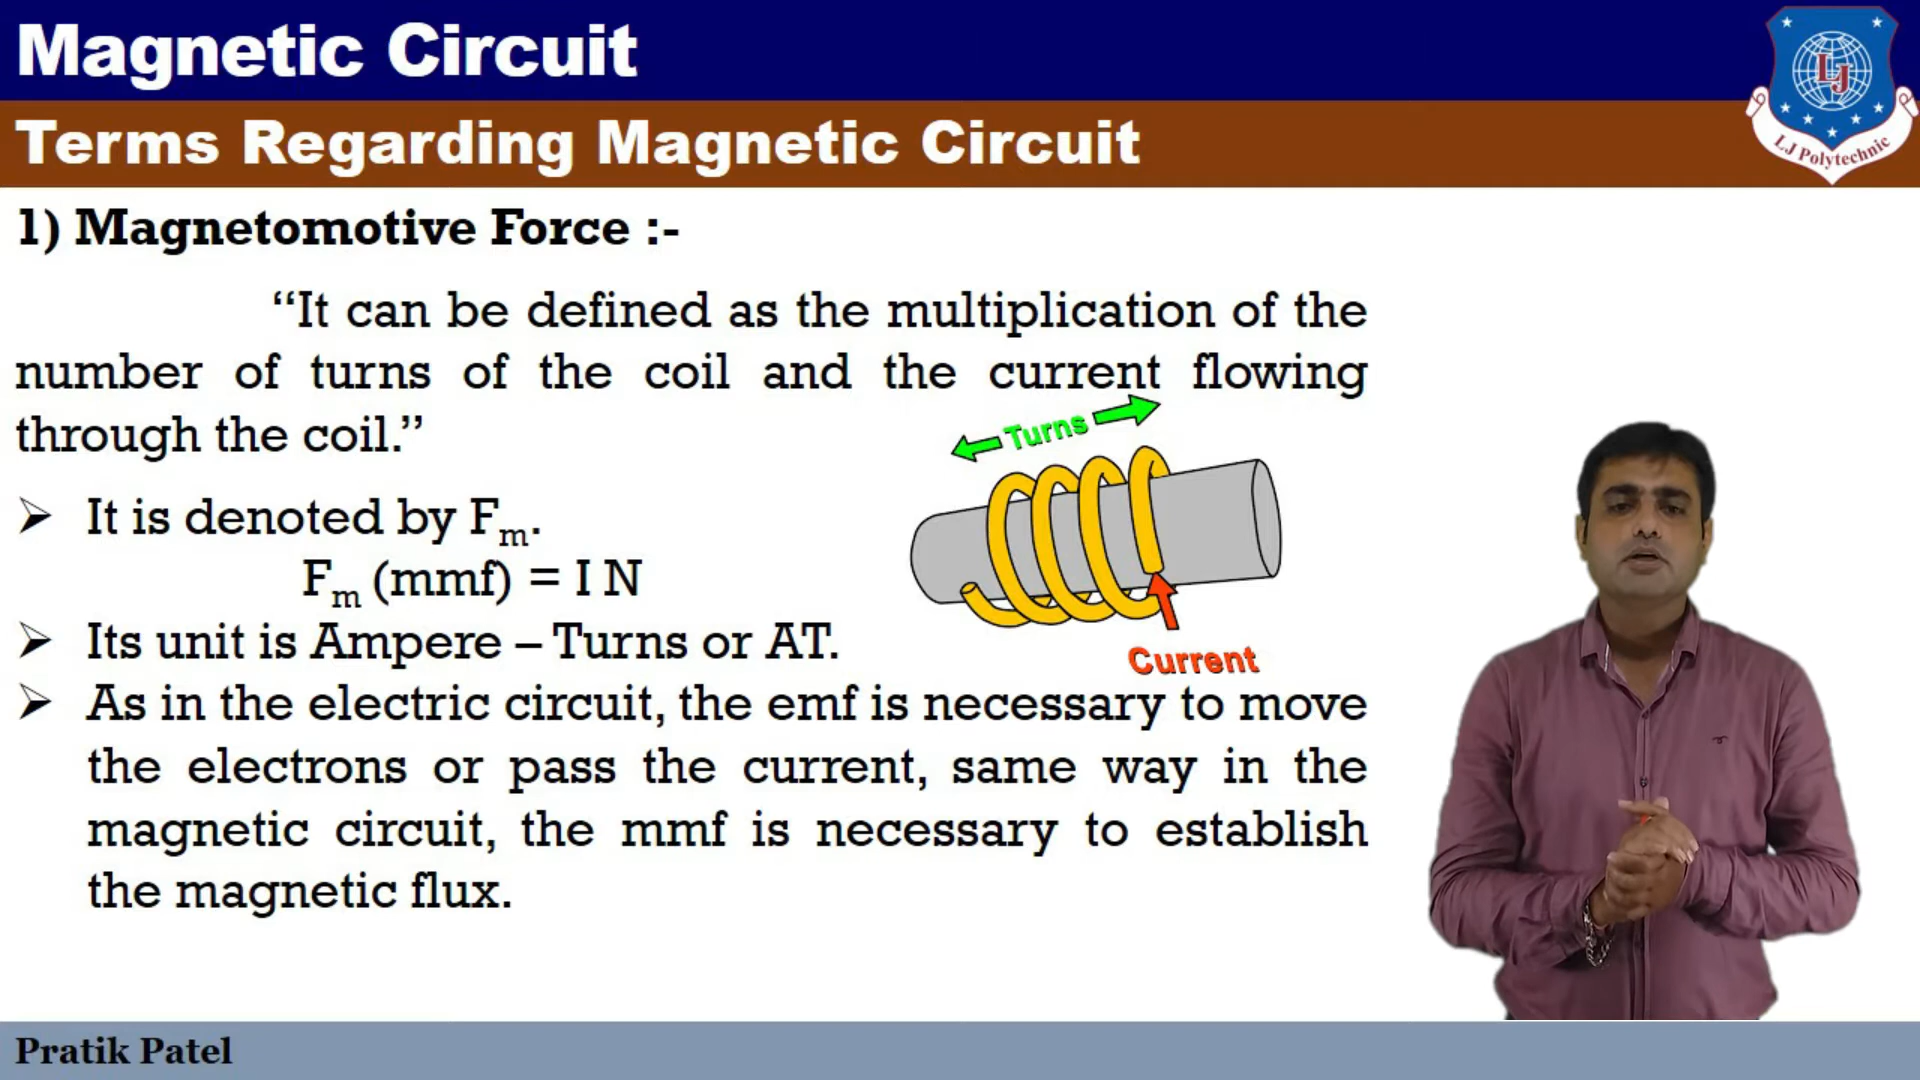 Magnetic Circuit
Terms Regarding Magnetic Circuit
LJ
LJ Polytechnic
1) Magnetomotive Force :-
“It can be defined as the multiplication of the
number of turns of the coil and the current flowing
through the coil.”
Turns
➢ It is denoted by Fm.
Fm (mmf) = I N
➢ Its unit is Ampere – Turns or AT.
Current
➢ As in the electric circuit, the emf is necessary to move
the electrons or pass the current, same way in the
magnetic circuit, the mmf is necessary to establish
the magnetic flux.
Pratik Patel